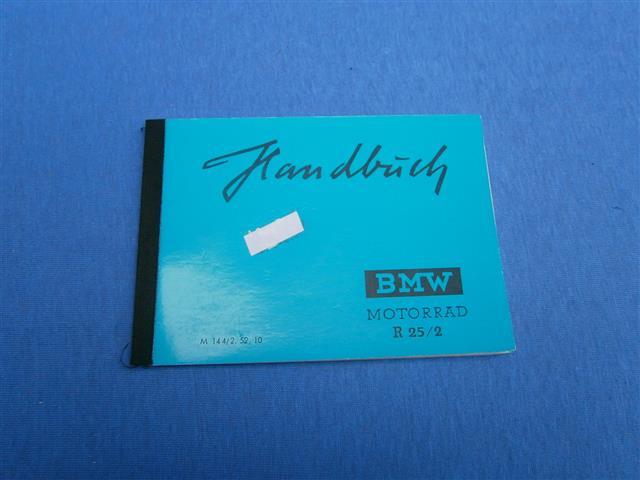 Handbuch
BMW
MOTORRAD
R 25/2
M 144/2. 52. 10